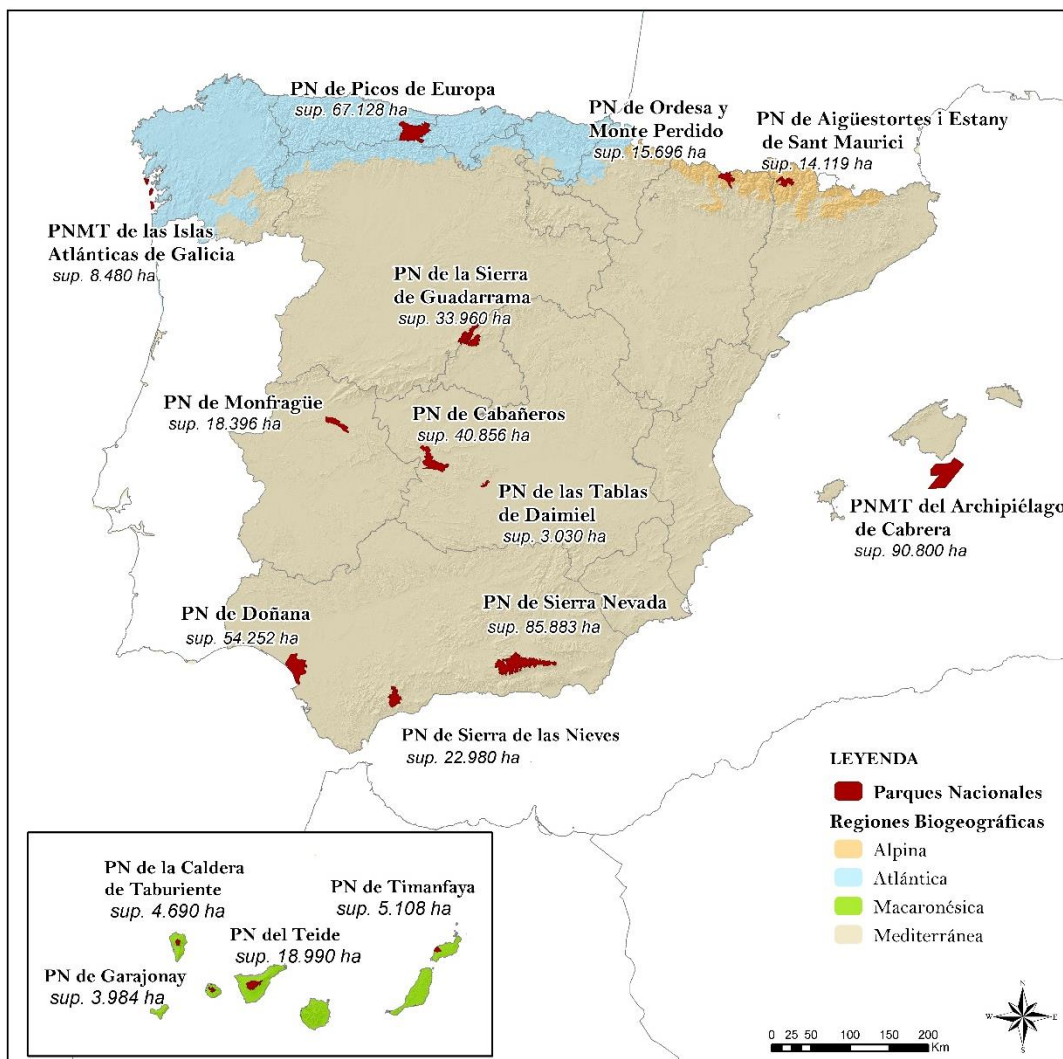 PN de Picos de Europa
sup. 67.128 ha
PN de Ordesa y
Monte Perdido
sup. 15.696 ha
PN de Aigüestortes i Estany
de Sant Maurici
sup. 14.119 ha
PNMT de las Islas
Atlánticas de Galicia
sup. 8.480 ha
PN de la Sierra
de Guadarrama
sup. 33.960 ha
PN de Monfragüe
sup. 18.396 ha
PN de Cabañeros
sup. 40.856 ha
PN de las Tablas
de Daimiel
sup. 3.030 ha
PNMT del Archipiélago
de Cabrera
sup. 90.800 ha
PN de Doñana
sup. 54.252 ha
PN de Sierra Nevada
sup. 85.883 ha
PN de Sierra de las Nieves
sup. 22.980 ha
LEYENDA
Parques Nacionales
Regiones Biogeográficas
Alpina
Atlántica
Macaronésica
Mediterránea
PN de la Caldera
de Taburiente
sup. 4.690 ha
PN de Timanfaya
sup. 5.108 ha
PN del Teide
sup. 18.990 ha
PN de Garajonay
sup. 3.984 ha
N
W
E
S
0 25 50 100 150 200
Km